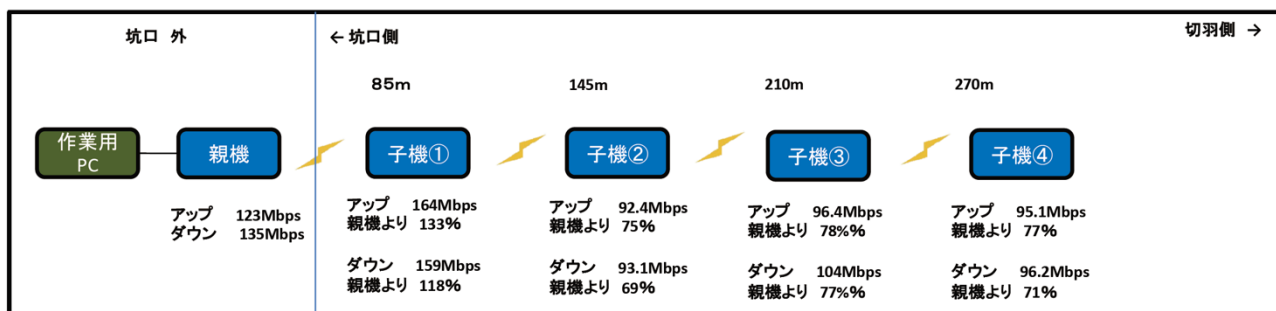 坑口 外
← 坑口側
切羽側 →
85m
145m
210m
270m
作業用
PC
親機
子機①
子機②
子機③
子機④
アップ 123Mbps
ダウン 135Mbps
アップ 164Mbps
親機より 133%
ダウン 159Mbps
親機より 118%
アップ 92.4Mbps
親機より 75%
ダウン 93.1Mbps
親機より 69%
アップ 96.4Mbps
親機より 78%%
ダウン 104Mbps
親機より 77%%
アップ 95.1Mbps
親機より 77%
ダウン 96.2Mbps
親機より 71%